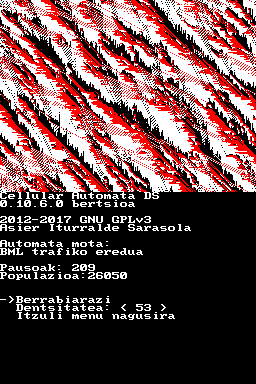 Cellular Automata DS
0.10.6.0 bertsioa
2012-2017 GNU GPLv3
Asier Iturralde Sarasola
Automata mota:
BML trafiko eredua
Pausoak: 209
Populazioa:26050
->Berrabiarazi
Dentsitatea: < 53 >
Itzuli menu nagusira